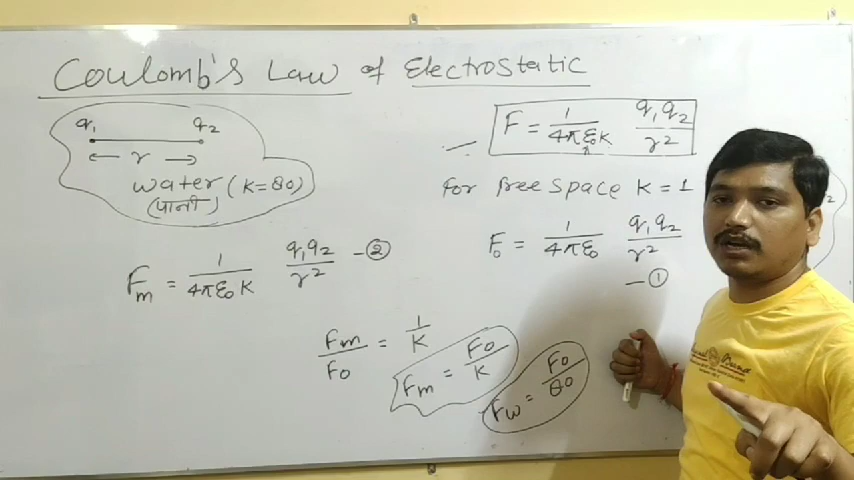 Coulomb's Law of Electrostatic
q₁ q₂
r
water (K=80)
(पानी)
F = 1/4πε₀K q₁q₂/r²
For free space K = 1
F₀ = 1/4πε₀ q₁q₂/r²
—①
Fm = 1/4πε₀K q₁q₂/r² —②
Fm/F₀ = 1/K
Fm = F₀/K
Fw = F₀/80